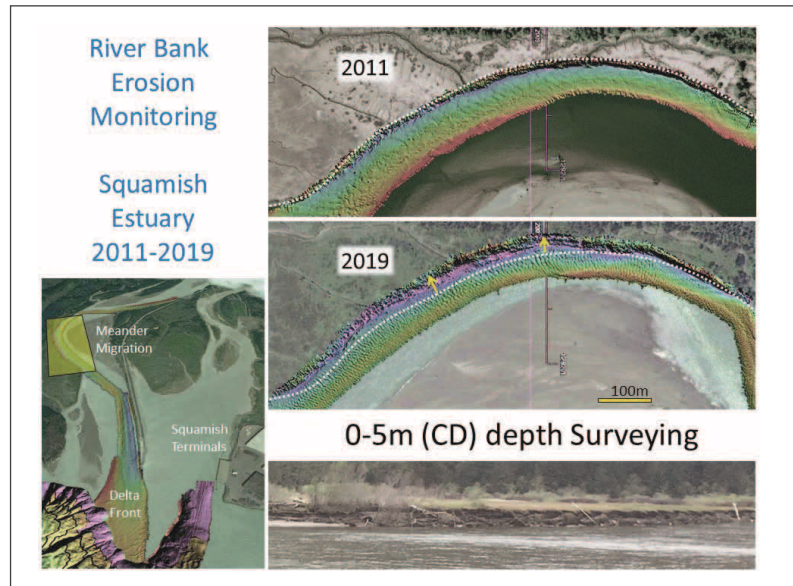 River Bank
Erosion
Monitoring
Squamish
Estuary
2011-2019
2011
2019
100m
Meander
Migration
Squamish
Terminals
Delta
Front
0-5m (CD) depth Surveying